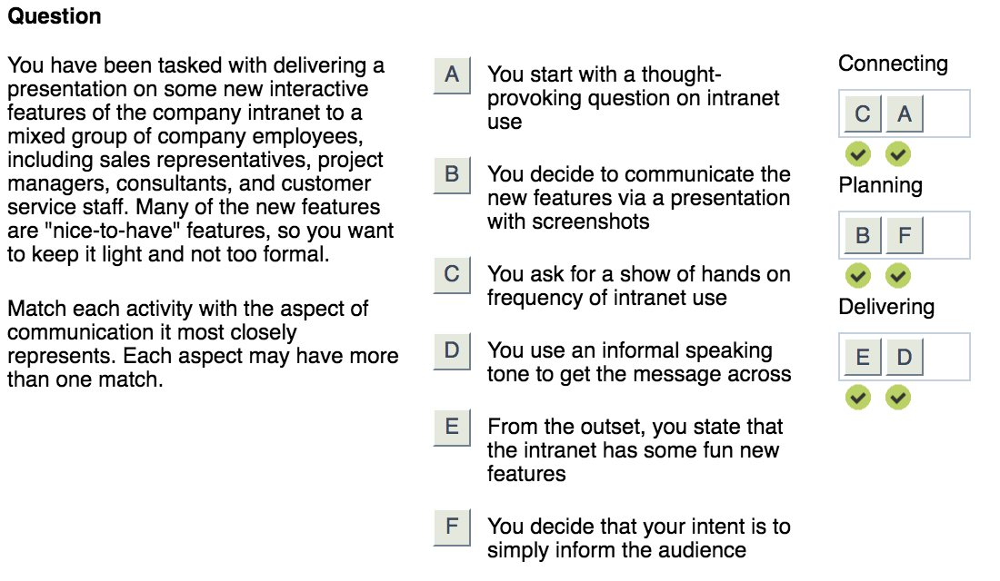 Question
You have been tasked with delivering a
presentation on some new interactive
features of the company intranet to a
mixed group of company employees,
including sales representatives, project
managers, consultants, and customer
service staff. Many of the new features
are "nice-to-have" features, so you want
to keep it light and not too formal.
Match each activity with the aspect of
communication it most closely
represents. Each aspect may have more
than one match.
A You start with a thought-
provoking question on intranet
use
B You decide to communicate the
new features via a presentation
with screenshots
C You ask for a show of hands on
frequency of intranet use
D You use an informal speaking
tone to get the message across
E From the outset, you state that
the intranet has some fun new
features
F You decide that your intent is to
simply inform the audience
Connecting
C A
Planning
B F
Delivering
E D